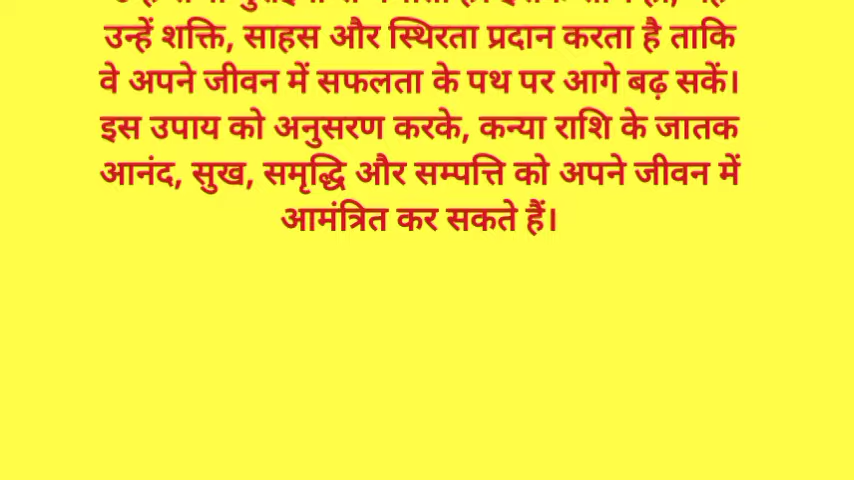 उन्हें शक्ति, साहस और स्थिरता प्रदान करता है ताकि
वे अपने जीवन में सफलता के पथ पर आगे बढ़ सकें।
इस उपाय को अनुसरण करके, कन्या राशि के जातक
आनंद, सुख, समृद्धि और सम्पत्ति को अपने जीवन में
आमंत्रित कर सकते हैं।